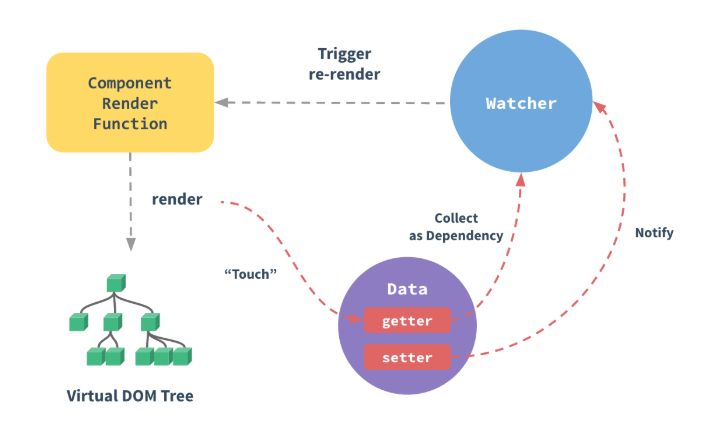 Component
Render
Function
Trigger
re-render
Watcher
render
Collect
as Dependency
Notify
“Touch”
Data
getter
setter
Virtual DOM Tree